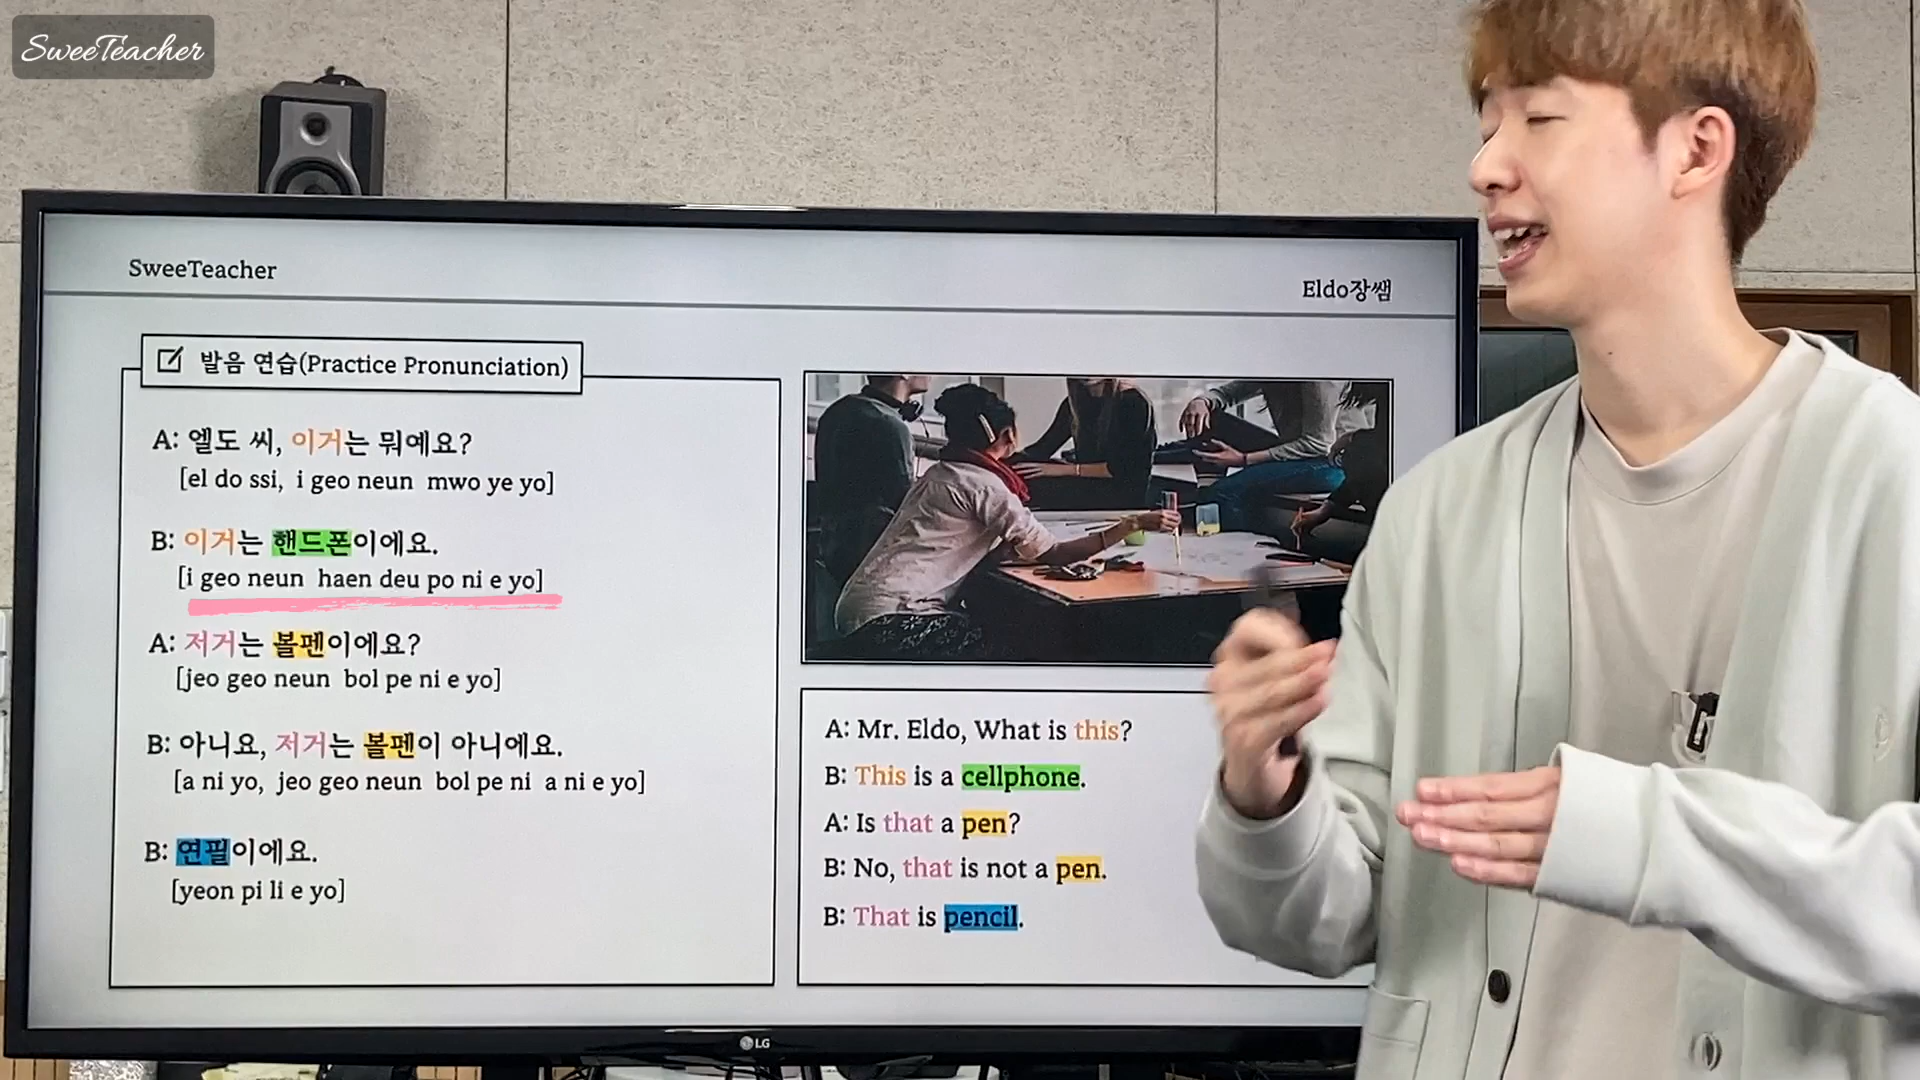 SweeTeacher
SweeTeacher
Eldo장쌤
발음 연습(Practice Pronunciation)
A: 엘도 씨, 이거는 뭐예요?
[el do ssi, i geo neun mwo ye yo]
B: 이거는 핸드폰이에요.
[i geo neun haen deu po ni e yo]
A: 저거는 볼펜이에요?
[jeo geo neun bol pe ni e yo]
B: 아니요, 저거는 볼펜이 아니에요.
[a ni yo, jeo geo neun bol pe ni a ni e yo]
B: 연필이에요.
[yeon pi li e yo]
A: Mr. Eldo, What is this?
B: This is a cellphone.
A: Is that a pen?
B: No, that is not a pen.
B: That is pencil.
LG